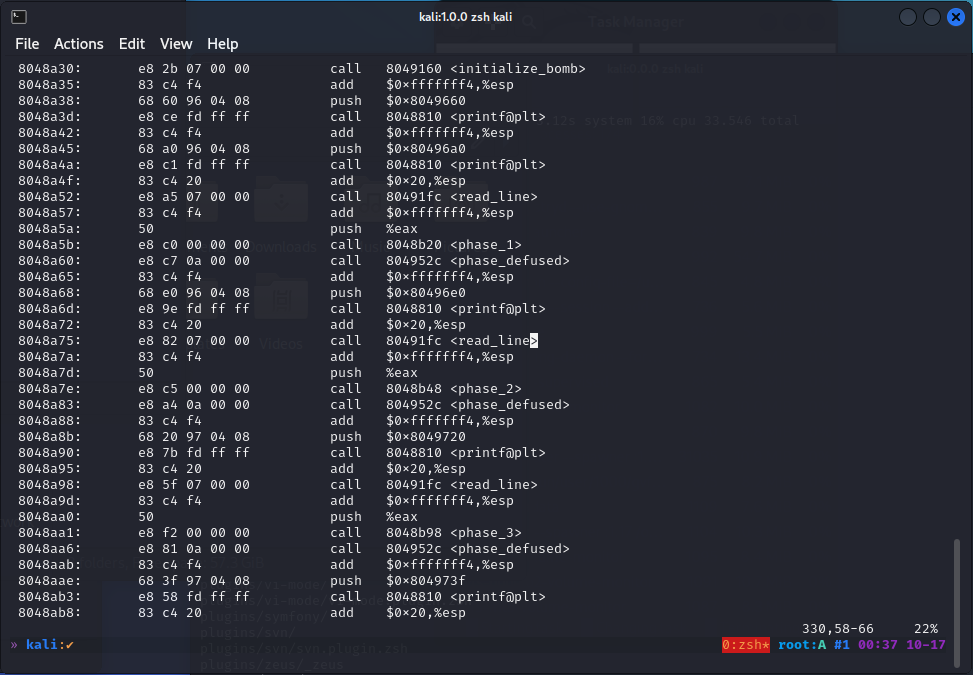 kali:1.0.0 zsh kali
Task Manager
File Actions Edit View Help
8048a30: e8 2b 07 00 00 call 8049160 <initialize_bomb>
8048a35: 83 c4 f4 add $0xfffffff4,%esp
8048a38: 68 60 96 04 08 push $0x8049660
8048a3d: e8 ce fd ff ff call 8048810 <printf@plt>
8048a42: 83 c4 f4 add $0xfffffff4,%esp
8048a45: 68 a0 96 04 08 push $0x80496a0
8048a4a: e8 c1 fd ff ff call 8048810 <printf@plt>
8048a4f: 83 c4 20 add $0x20,%esp
8048a52: e8 a5 07 00 00 call 80491fc <read_line>
8048a57: 83 c4 f4 add $0xfffffff4,%esp
8048a5a: 50 push %eax
8048a5b: e8 c0 00 00 00 call 8048b20 <phase_1>
8048a60: e8 c7 0a 00 00 call 804952c <phase_defused>
8048a65: 83 c4 f4 add $0xfffffff4,%esp
8048a68: 68 e0 96 04 08 push $0x80496e0
8048a6d: e8 9e fd ff ff call 8048810 <printf@plt>
8048a72: 83 c4 20 add $0x20,%esp
8048a75: e8 82 07 00 00 call 80491fc <read_line>
8048a7a: 83 c4 f4 add $0xfffffff4,%esp
8048a7d: 50 push %eax
8048a7e: e8 c5 00 00 00 call 8048b48 <phase_2>
8048a83: e8 a4 0a 00 00 call 804952c <phase_defused>
8048a88: 83 c4 f4 add $0xfffffff4,%esp
8048a8b: 68 20 97 04 08 push $0x8049720
8048a90: e8 7b fd ff ff call 8048810 <printf@plt>
8048a95: 83 c4 20 add $0x20,%esp
8048a98: e8 5f 07 00 00 call 80491fc <read_line>
8048a9d: 83 c4 f4 add $0xfffffff4,%esp
8048aa0: 50 push %eax
8048aa1: e8 f2 00 00 00 call 8048b98 <phase_3>
8048aa6: e8 81 0a 00 00 call 804952c <phase_defused>
8048aab: 83 c4 f4 add $0xfffffff4,%esp
8048aae: 68 3f 97 04 08 push $0x804973f
8048ab3: e8 58 fd ff ff call 8048810 <printf@plt>
8048ab8: 83 c4 20 add $0x20,%esp
330,58-66 22%
» kali:✔ 0:zsh* root:A #1 00:37 10-17